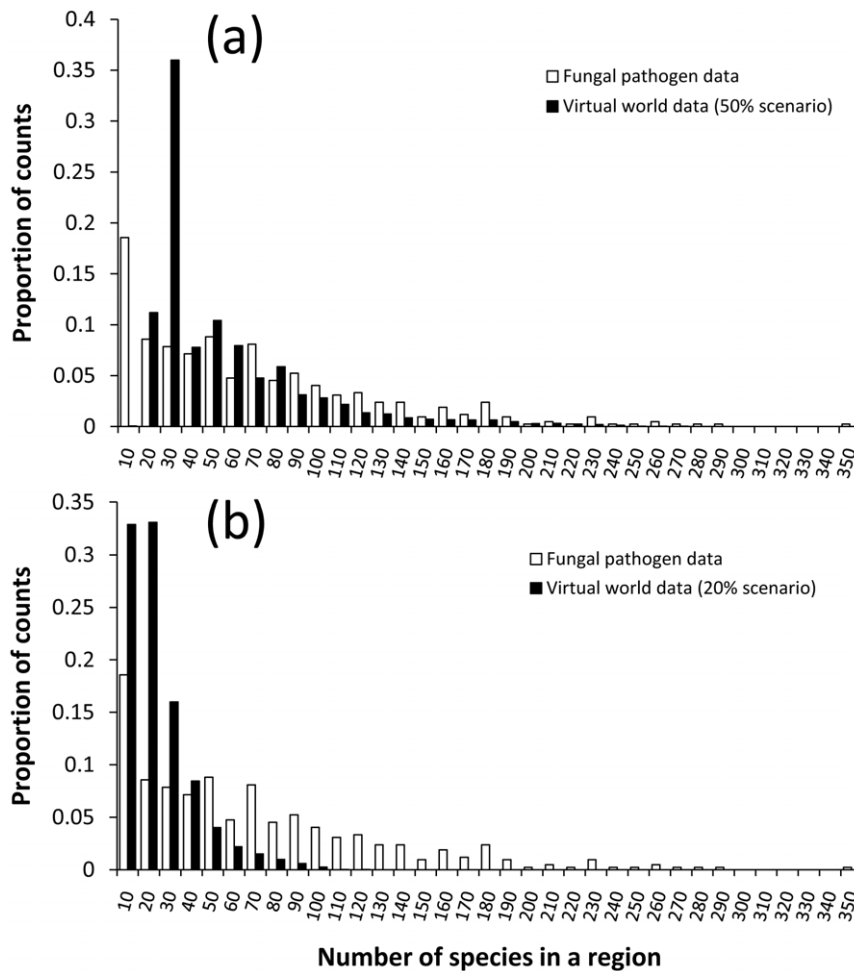 (a)
Fungal pathogen data
Virtual world data (50% scenario)
Proportion of counts
0.4
0.35
0.3
0.25
0.2
0.15
0.1
0.05
0
10 20 30 40 50 60 70 80 90 100 110 120 130 140 150 160 170 180 190 200 210 220 230 240 250 260 270 280 290 300 310 320 330 340 350
(b)
Fungal pathogen data
Virtual world data (20% scenario)
Proportion of counts
0.35
0.3
0.25
0.2
0.15
0.1
0.05
0
10 20 30 40 50 60 70 80 90 100 110 120 130 140 150 160 170 180 190 200 210 220 230 240 250 260 270 280 290 300 310 320 330 340 350
Number of species in a region